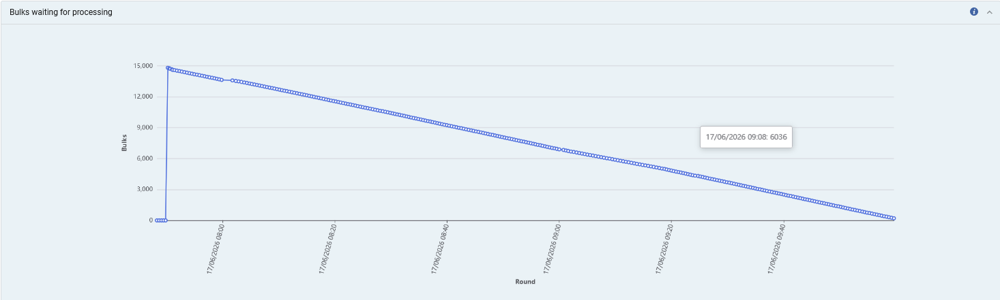 Bulks waiting for processing
i
15,000
12,000
9,000
6,000
3,000
0
Bulks
17/06/2026 09:08: 6036
17/06/2026 08:00
17/06/2026 08:20
17/06/2026 08:40
17/06/2026 09:00
17/06/2026 09:20
17/06/2026 09:40
Round